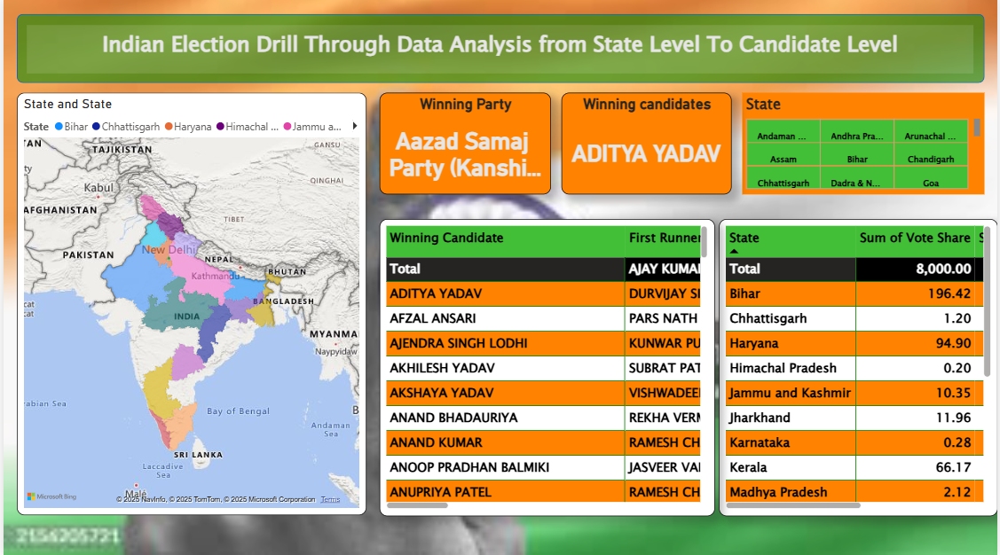 Indian Election Drill Through Data Analysis from State Level To Candidate Level
State and State
State Bihar Chhattisgarh Haryana Himachal ... Jammu a...
TAN
TAJIKISTAN
GANSU
ty
Kabul
QINGHAI
AFGHANISTAN
TIBET
PAKISTAN
New Delhi
NEPAL
Kathmandu
BHUTAN
BANGLADESH
cat
cat
INDIA
MYANMA
Naypyidaw
rabian Sea
Bay of Bengal
B
Andaman
Sea
SRI LANKA
Laccadive
Sea
Malé
Microsoft Bing
© 2025 NavInfo, © 2025 TomTom, © 2025 Microsoft Corporation Terms
Winning Party
Aazad Samaj
Party (Kanshi...
Winning candidates
ADITYA YADAV
State
Andaman ... Andhra Pra... Arunachal ...
Assam Bihar Chandigarh
Chhattisgarh Dadra & N... Goa
Winning Candidate First Runner
Total AJAY KUMA
ADITYA YADAV DURVIJAY S
AFZAL ANSARI PARS NATH
AJENDRA SINGH LODHI KUNWAR PU
AKHILESH YADAV SUBRAT PAT
AKSHAYA YADAV VISHWADEE
ANAND BHADAURIYA REKHA VERM
ANAND KUMAR RAMESH CH
ANOOP PRADHAN BALMIKI JASVEER VA
ANUPRIYA PATEL RAMESH CH
State Sum of Vote Share S
Total 8,000.00
Bihar 196.42
Chhattisgarh 1.20
Haryana 94.90
Himachal Pradesh 0.20
Jammu and Kashmir 10.35
Jharkhand 11.96
Karnataka 0.28
Kerala 66.17
Madhya Pradesh 2.12